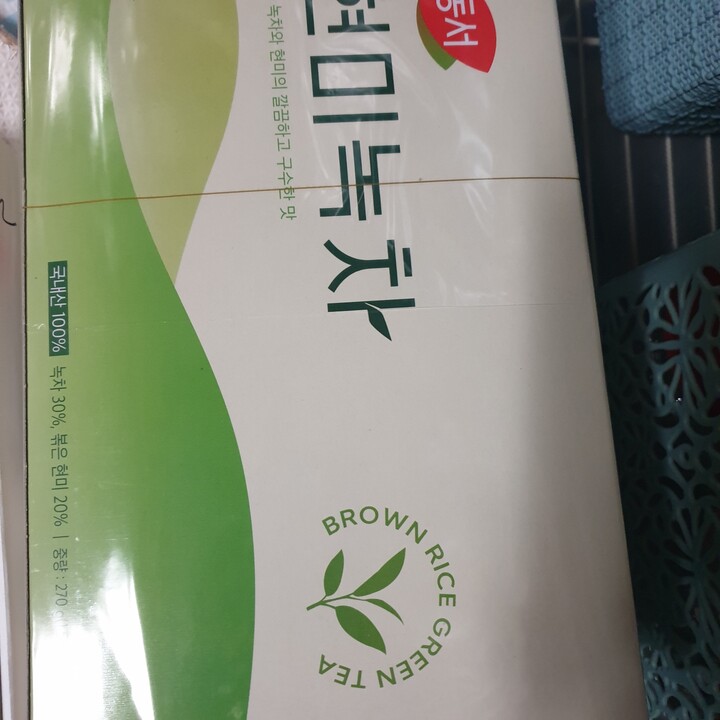 동서
현미녹차
녹차와 현미의 깔끔하고 구수한 맛
국내산 100% 녹차 30%, 볶은 현미 20% | 중량 : 270
BROWN RICE GREEN TEA